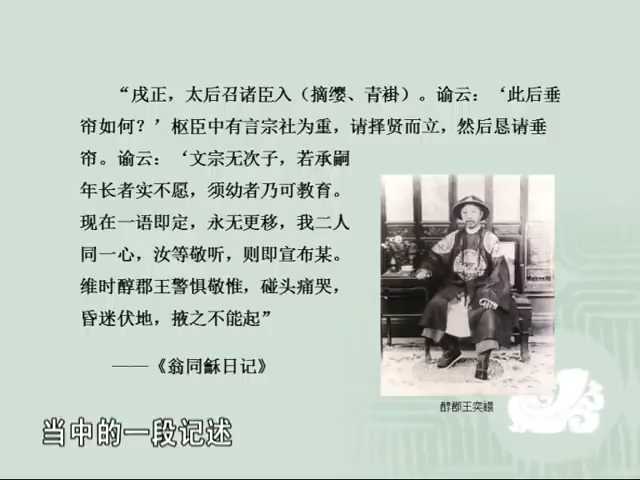 “戌正，太后召诸臣入（摘缨、青褂）。谕云：‘此后垂
帘如何？’枢臣中有言宗社为重，请择贤而立，然后恳请垂
帘。谕云：‘文宗无次子，若承嗣
年长者实不愿，须幼者乃可教育。
现在一语即定，永无更移，我二人
同一心，汝等敬听，则即宣布某。
维时醇郡王警惧敬惟，碰头痛哭，
昏迷伏地，掖之不能起”
——《翁同龢日记》
醇郡王奕譞
当中的一段记述